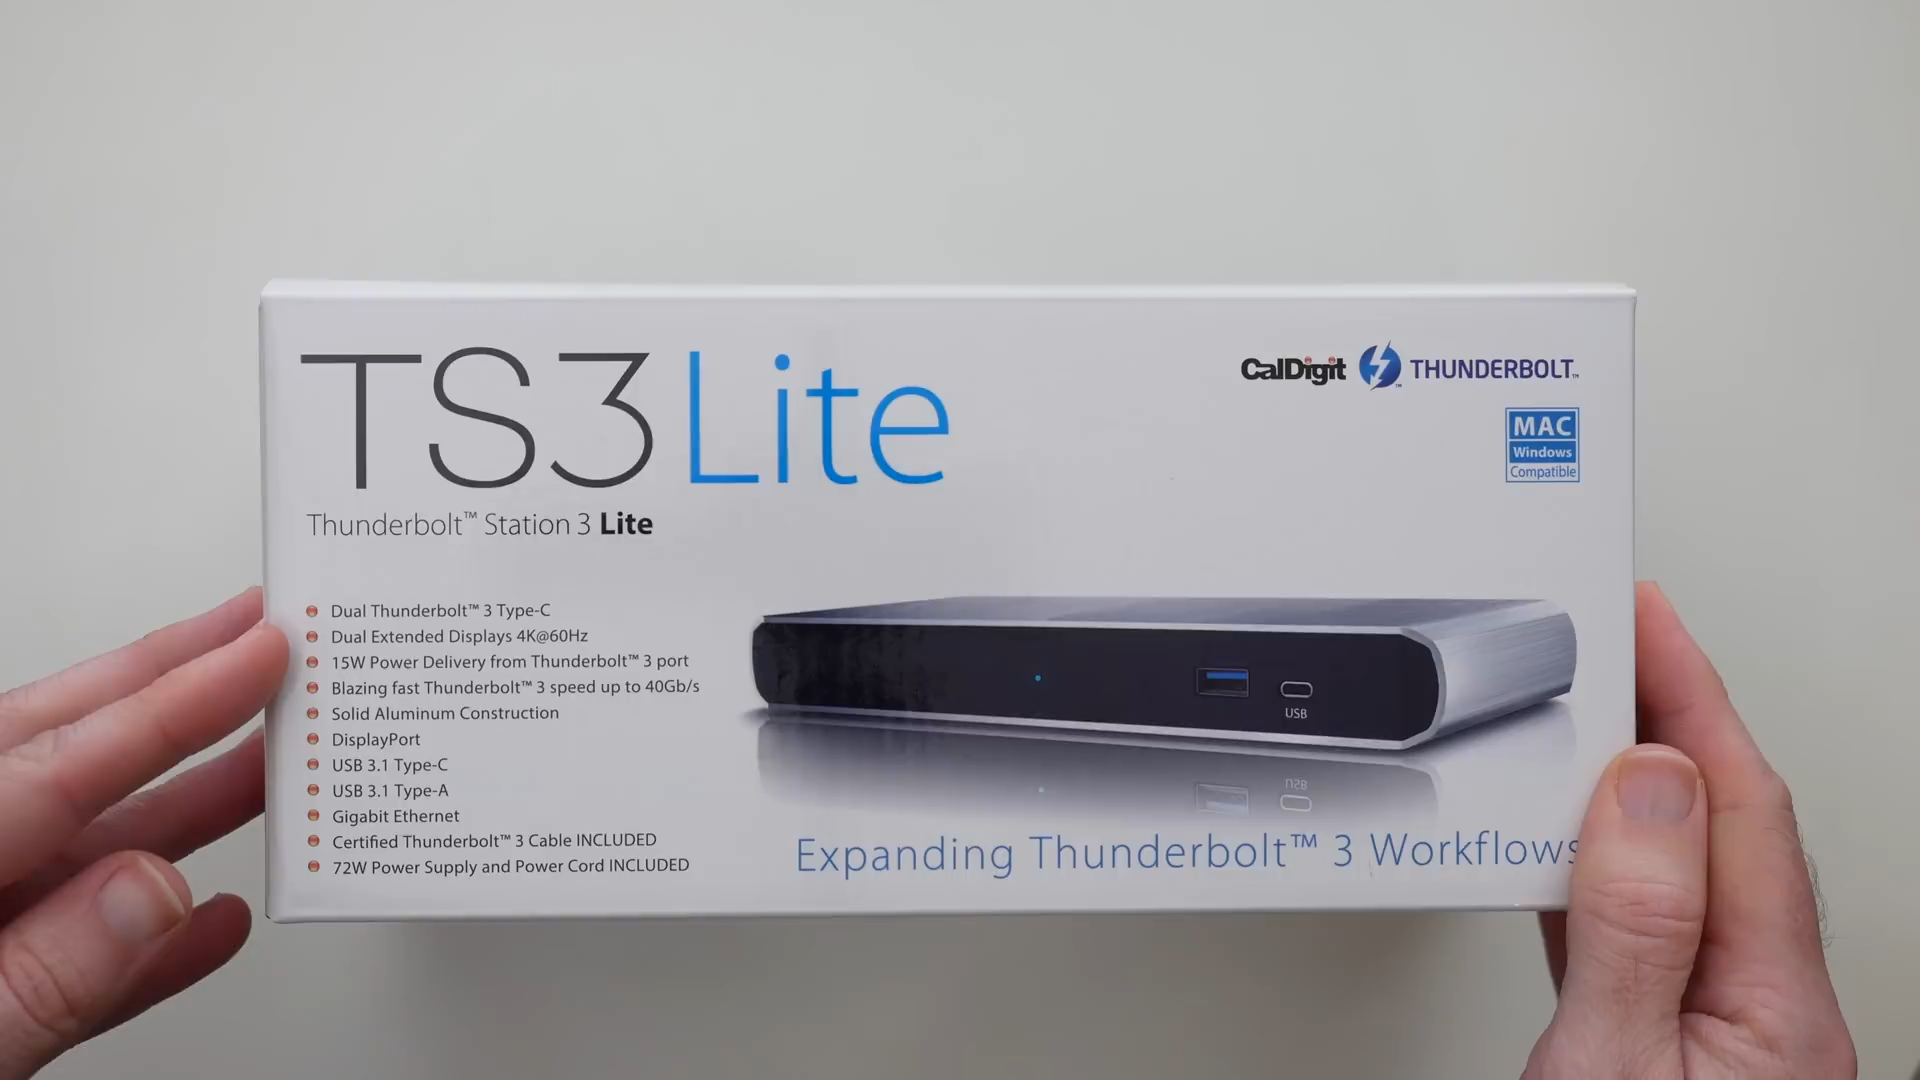 TS3 Lite
CalDigit THUNDERBOLT™
MAC
Windows
Compatible
Thunderbolt™ Station 3 Lite
Dual Thunderbolt™ 3 Type-C
Dual Extended Displays 4K@60Hz
15W Power Delivery from Thunderbolt™ 3 port
Blazing fast Thunderbolt™ 3 speed up to 40Gb/s
Solid Aluminum Construction
DisplayPort
USB 3.1 Type-C
USB 3.1 Type-A
Gigabit Ethernet
Certified Thunderbolt™ 3 Cable INCLUDED
72W Power Supply and Power Cord INCLUDED
USB
Expanding Thunderbolt™ 3 Workflows